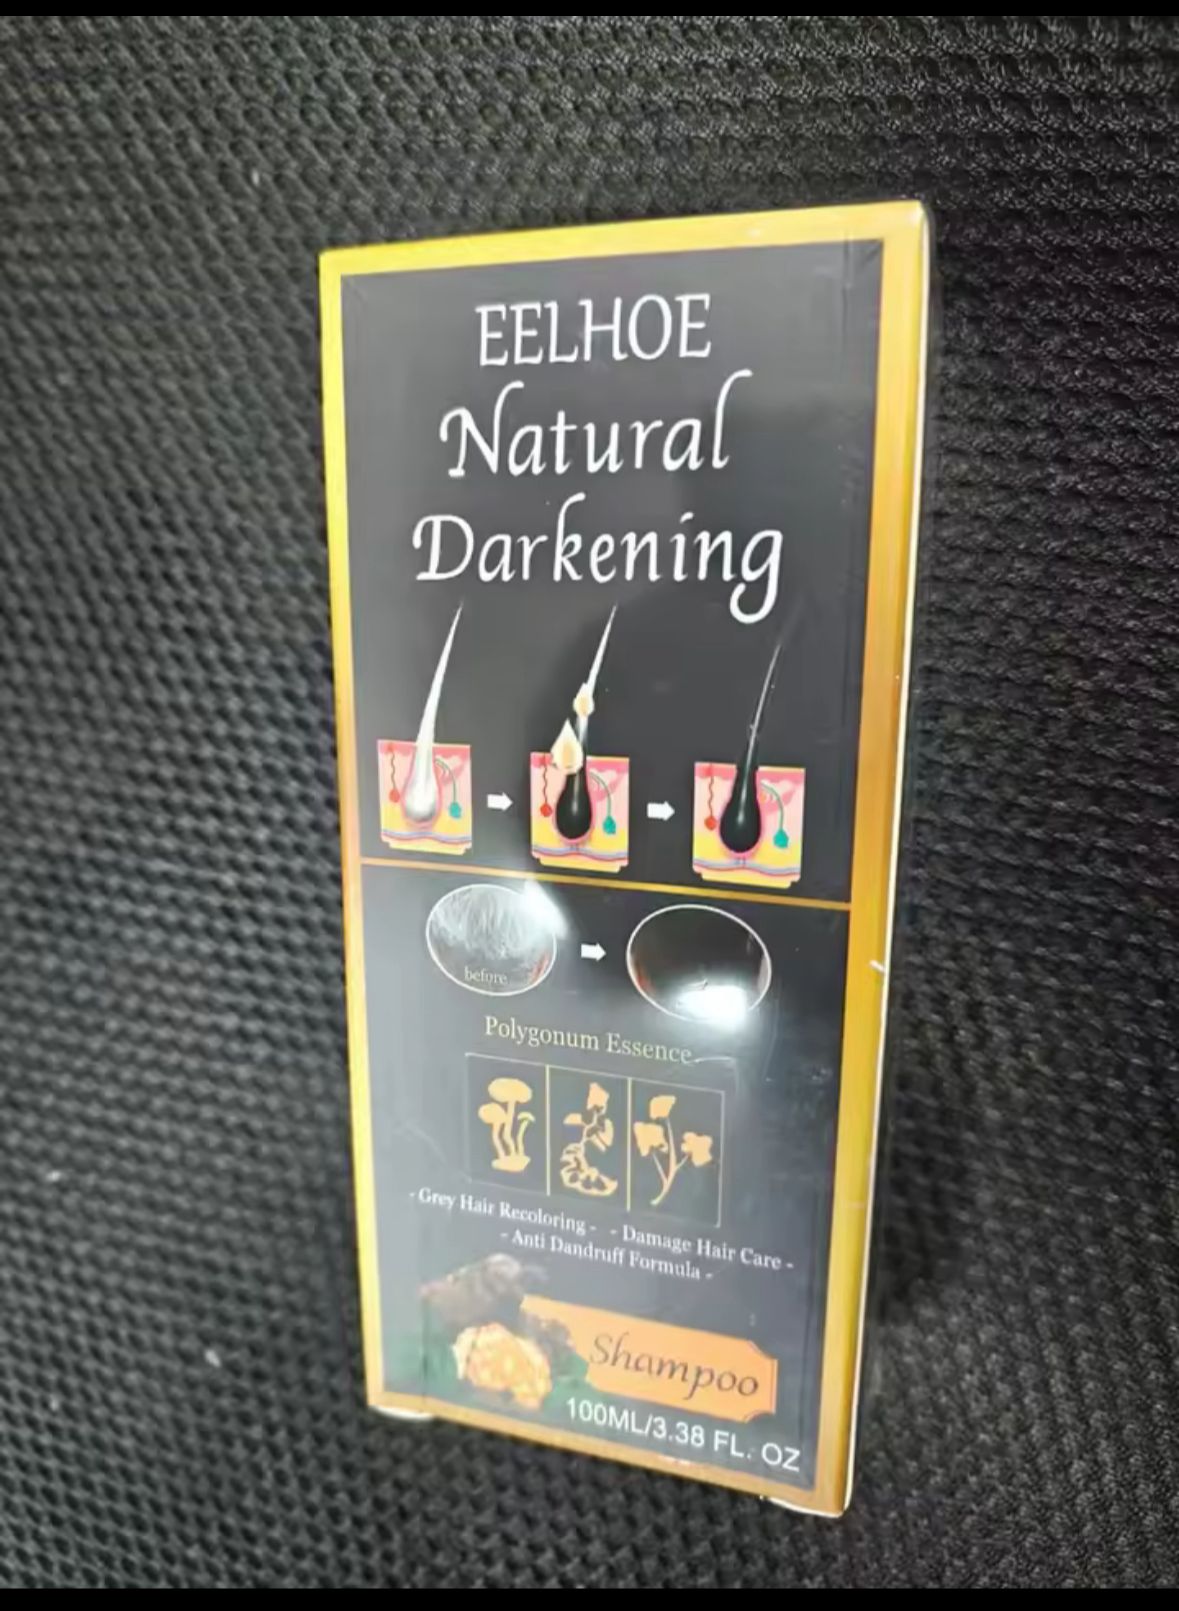 EELHOE
Natural
Darkening
before
Polygonum Essence
- Grey Hair Recoloring - - Damage Hair Care -
- Anti Dandruff Formula -
Shampoo
100ML/3.38 FL. OZ